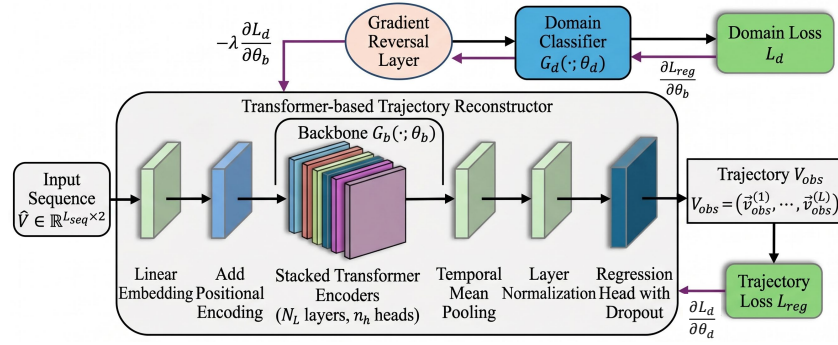 Gradient
Reversal
Layer
Domain
Classifier
G_d(·; θ_d)
Domain Loss
L_d
−λ ∂L_d/∂θ_b
∂L_reg/∂θ_b
Transformer-based Trajectory Reconstructor
Backbone G_b(·; θ_b)
Input
Sequence
V̂ ∈ ℝ^{L_seq×2}
Linear
Embedding
Add
Positional
Encoding
Stacked Transformer
Encoders
(N_L layers, n_h heads)
Temporal
Mean
Pooling
Layer
Normalization
Regression
Head with
Dropout
Trajectory V_obs
V_obs = (v⃗_obs^(1), ⋯, v⃗_obs^(L))
Trajectory
Loss L_reg
∂L_d/∂θ_d